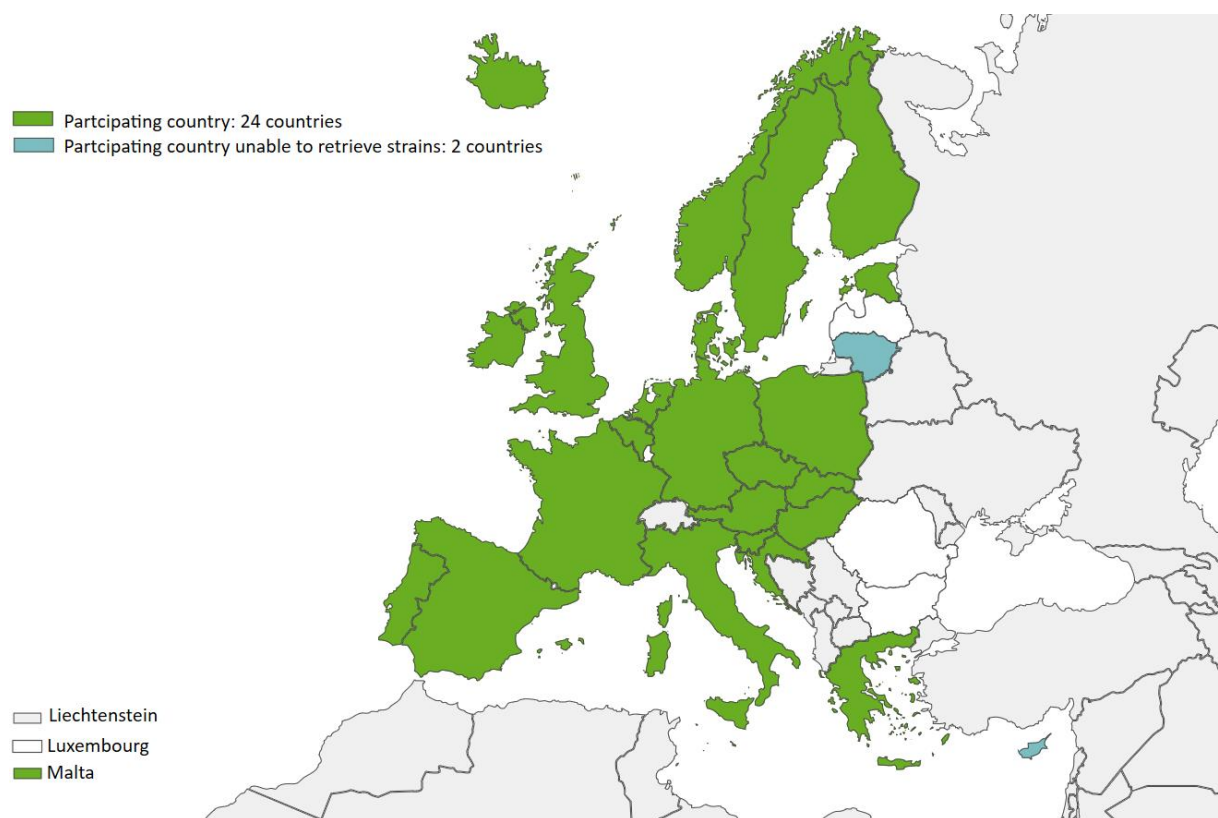 Partcipating country: 24 countries
Partcipating country unable to retrieve strains: 2 countries
Liechtenstein
Luxembourg
Malta